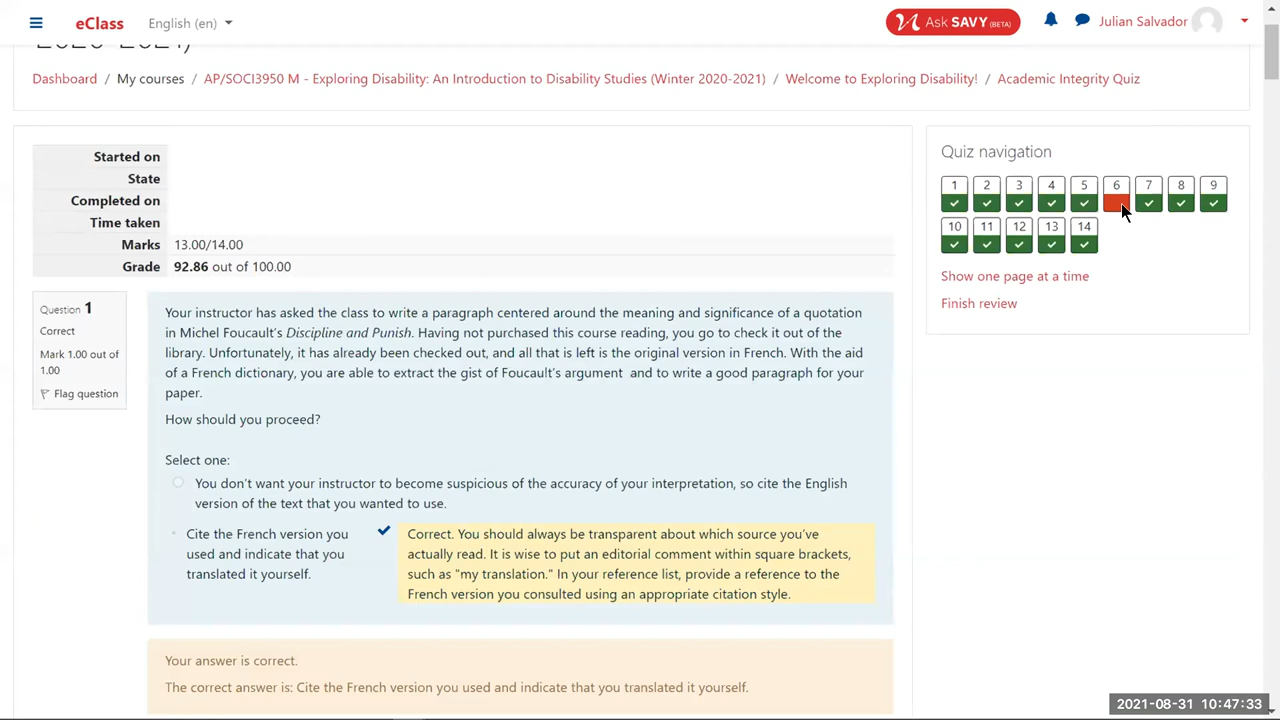 eClass English (en) Ask SAVY (BETA) Julian Salvador
2020-2021)
Dashboard / My courses / AP/SOCI3950 M - Exploring Disability: An Introduction to Disability Studies (Winter 2020-2021) / Welcome to Exploring Disability! / Academic Integrity Quiz
Started on
State
Completed on
Time taken
Marks 13.00/14.00
Grade 92.86 out of 100.00
Question 1
Correct
Mark 1.00 out of
1.00
Flag question
Your instructor has asked the class to write a paragraph centered around the meaning and significance of a quotation
in Michel Foucault's Discipline and Punish. Having not purchased this course reading, you go to check it out of the
library. Unfortunately, it has already been checked out, and all that is left is the original version in French. With the aid
of a French dictionary, you are able to extract the gist of Foucault's argument and to write a good paragraph for your
paper.
How should you proceed?
Select one:
You don't want your instructor to become suspicious of the accuracy of your interpretation, so cite the English
version of the text that you wanted to use.
Cite the French version you
used and indicate that you
translated it yourself.
Correct. You should always be transparent about which source you've
actually read. It is wise to put an editorial comment within square brackets,
such as "my translation." In your reference list, provide a reference to the
French version you consulted using an appropriate citation style.
Your answer is correct.
The correct answer is: Cite the French version you used and indicate that you translated it yourself.
Quiz navigation
1 2 3 4 5 6 7 8 9
10 11 12 13 14
Show one page at a time
Finish review
2021-08-31 10:47:33